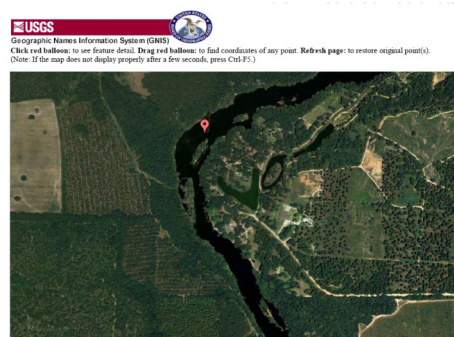 USGS
Geographic Names Information System (GNIS)
Click red balloon: to see feature detail. Drag red balloon: to find coordinates of any point. Refresh page: to restore original point(s).
(Note: If the map does not display properly after a few seconds, press Ctrl-F5.)